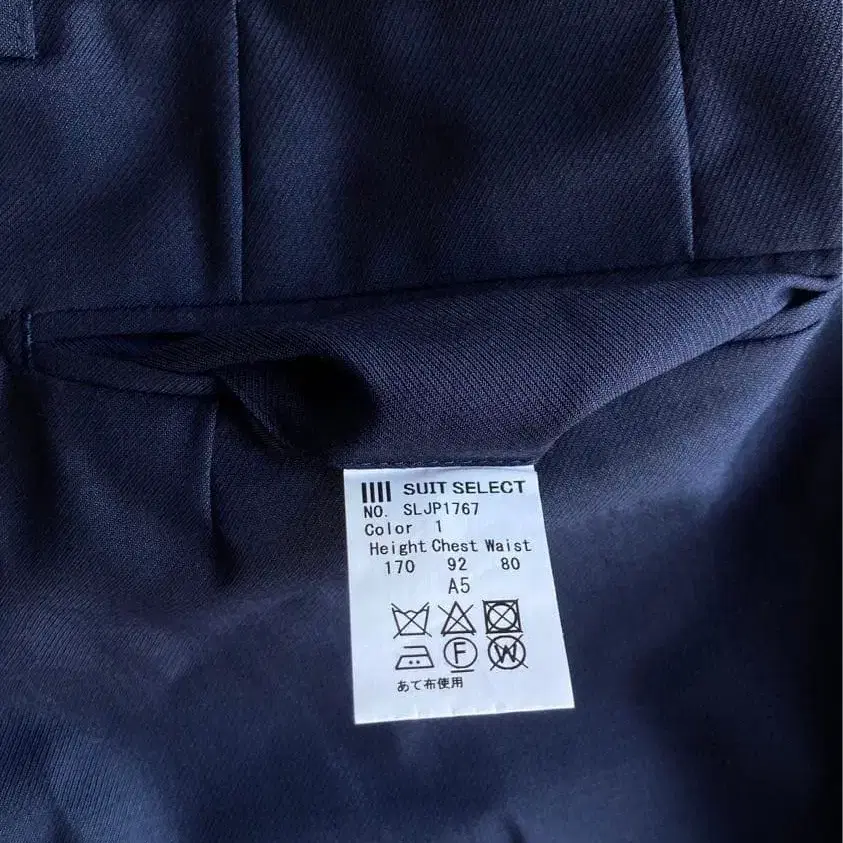 SUIT SELECT
NO. SLJP1767
Color 1
Height Chest Waist
170 92 80
A5
F W
あて布使用